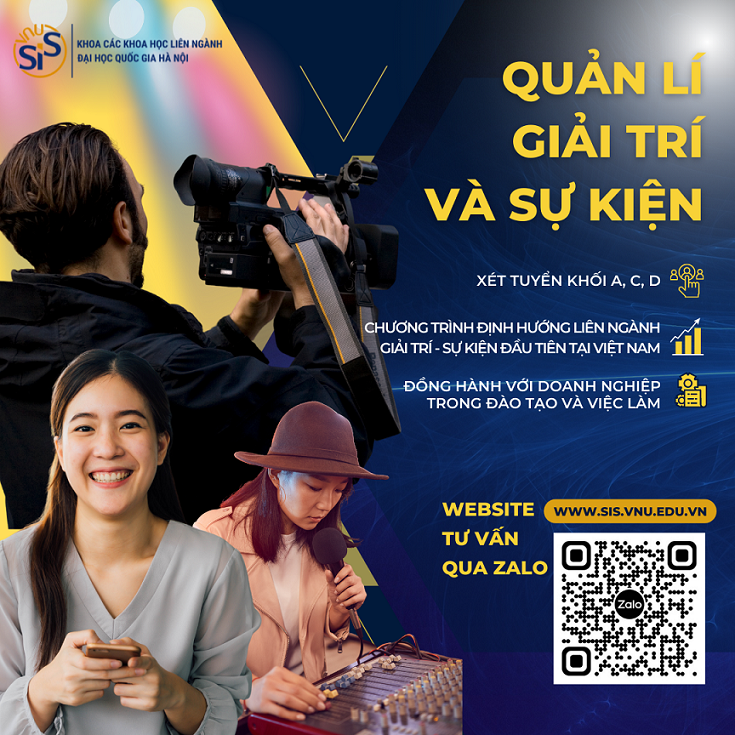 VNU
SIS
KHOA CÁC KHOA HỌC LIÊN NGÀNH
ĐẠI HỌC QUỐC GIA HÀ NỘI
QUẢN LÍ
GIẢI TRÍ
VÀ SỰ KIỆN
XÉT TUYỂN KHỐI A, C, D
CHƯƠNG TRÌNH ĐỊNH HƯỚNG LIÊN NGÀNH
GIẢI TRÍ - SỰ KIỆN ĐẦU TIÊN TẠI VIỆT NAM
ĐỒNG HÀNH VỚI DOANH NGHIỆP
TRONG ĐÀO TẠO VÀ VIỆC LÀM
WEBSITE
WWW.SIS.VNU.EDU.VN
TƯ VẤN
QUA ZALO
Zalo